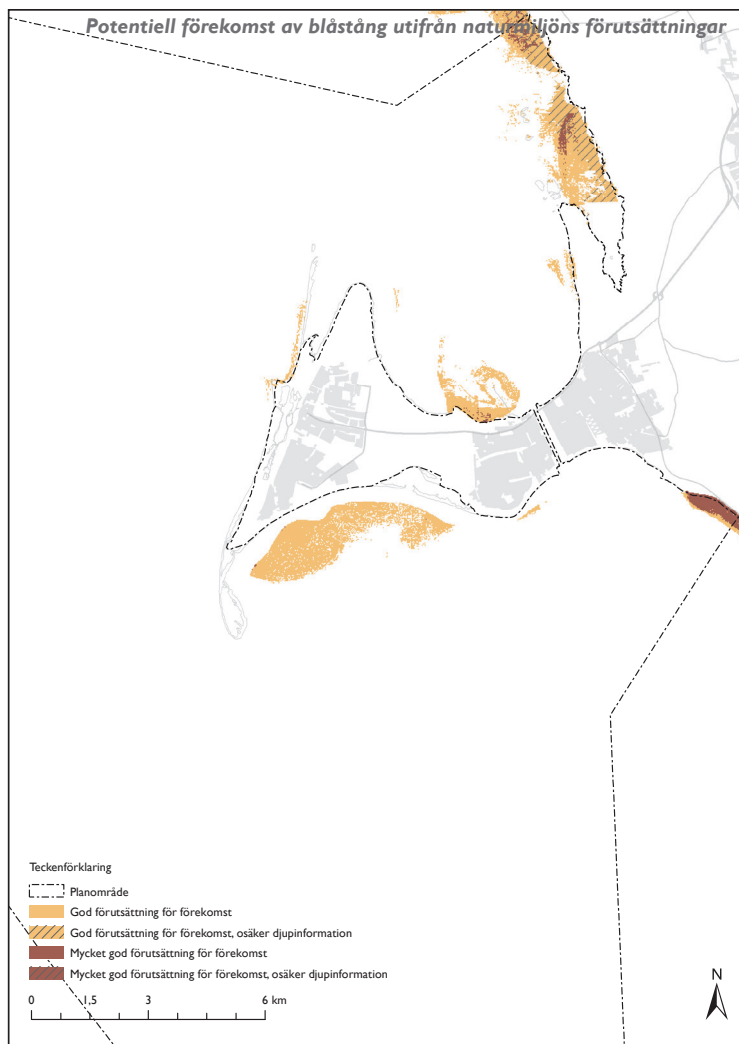 Potentiell förekomst av blåstång utifrån naturmiljöns förutsättningar
Teckenförklaring
Planområde
God förutsättning för förekomst
God förutsättning för förekomst, osäker djupinformation
Mycket god förutsättning för förekomst
Mycket god förutsättning för förekomst, osäker djupinformation
0 1,5 3 6 km
N